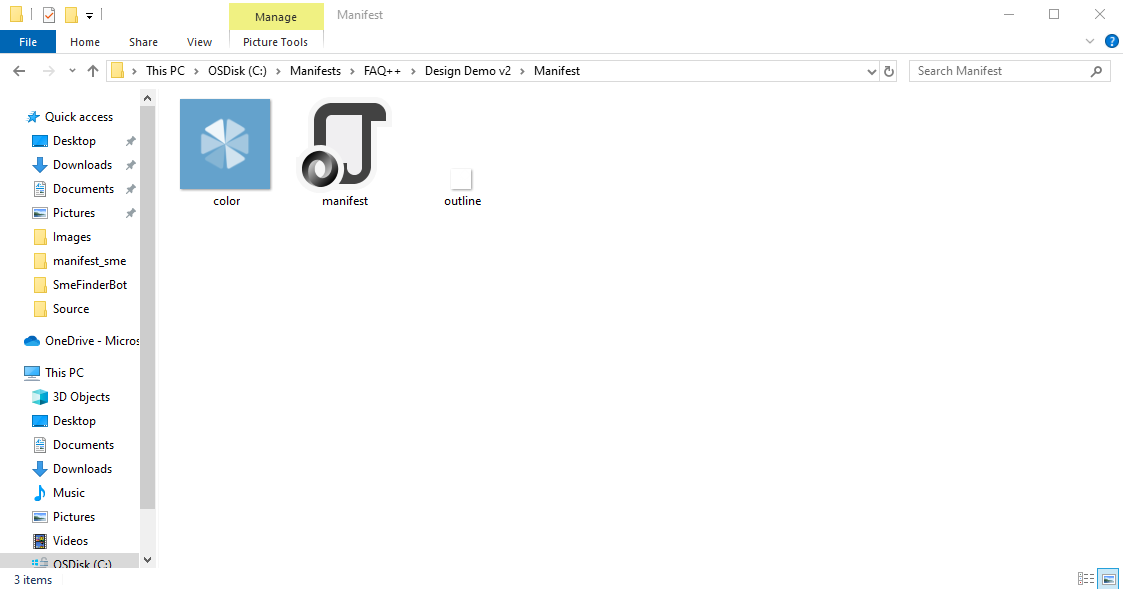 Manage
Manifest
File
Home
Share
View
Picture Tools
?
This PC
OSDisk (C:)
Manifests
FAQ++
Design Demo v2
Manifest
Search Manifest
Quick access
Desktop
Downloads
Documents
Pictures
Images
manifest_sme
SmeFinderBot
Source
OneDrive - Micros
This PC
3D Objects
Desktop
Documents
Downloads
Music
Pictures
Videos
OSDisk (C:)
color
manifest
outline
3 items